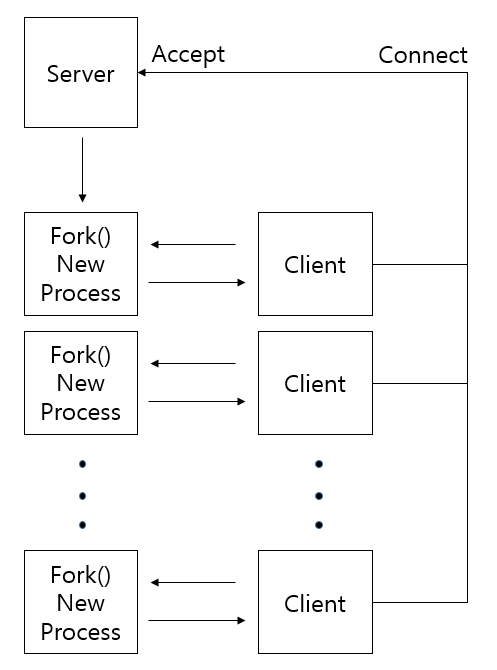 Accept
Connect
Server
Fork()
New
Process
Client
Fork()
New
Process
Client
Fork()
New
Process
Client